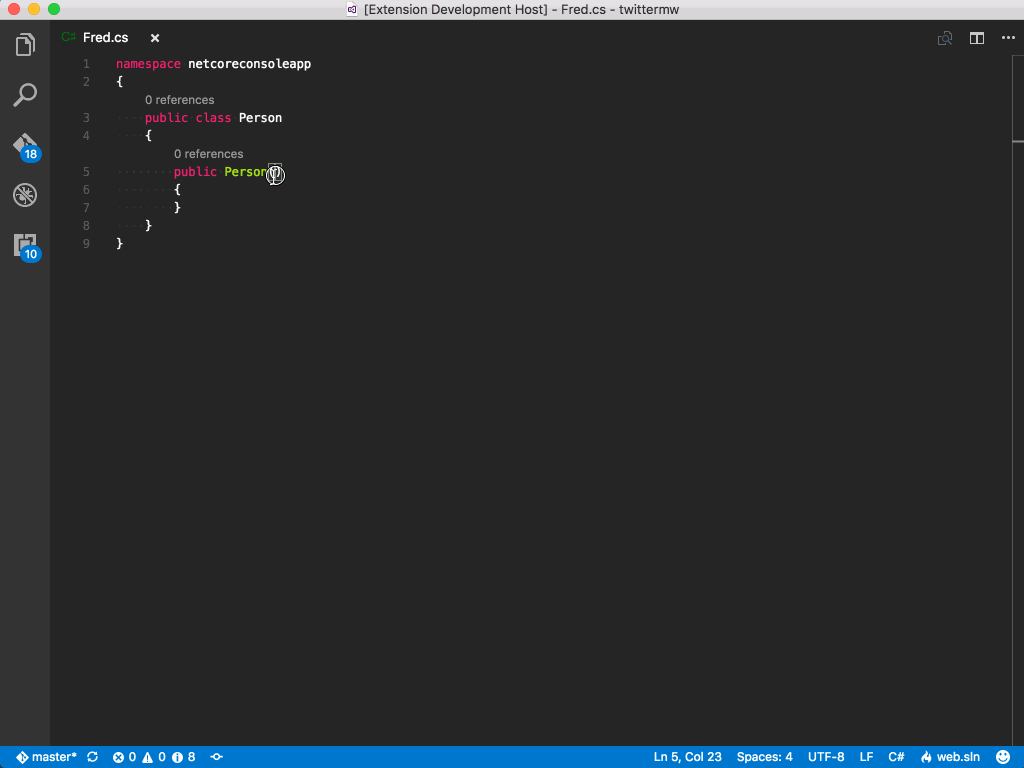 [Extension Development Host] - Fred.cs - twittermw
C# Fred.cs
1 namespace netcoreconsoleapp
2 {
0 references
3 public class Person
4 {
0 references
5 public Person()
6 {
7 }
8 }
9 }
18
10
master* 0 0 8 Ln 5, Col 23 Spaces: 4 UTF-8 LF C# web.sln